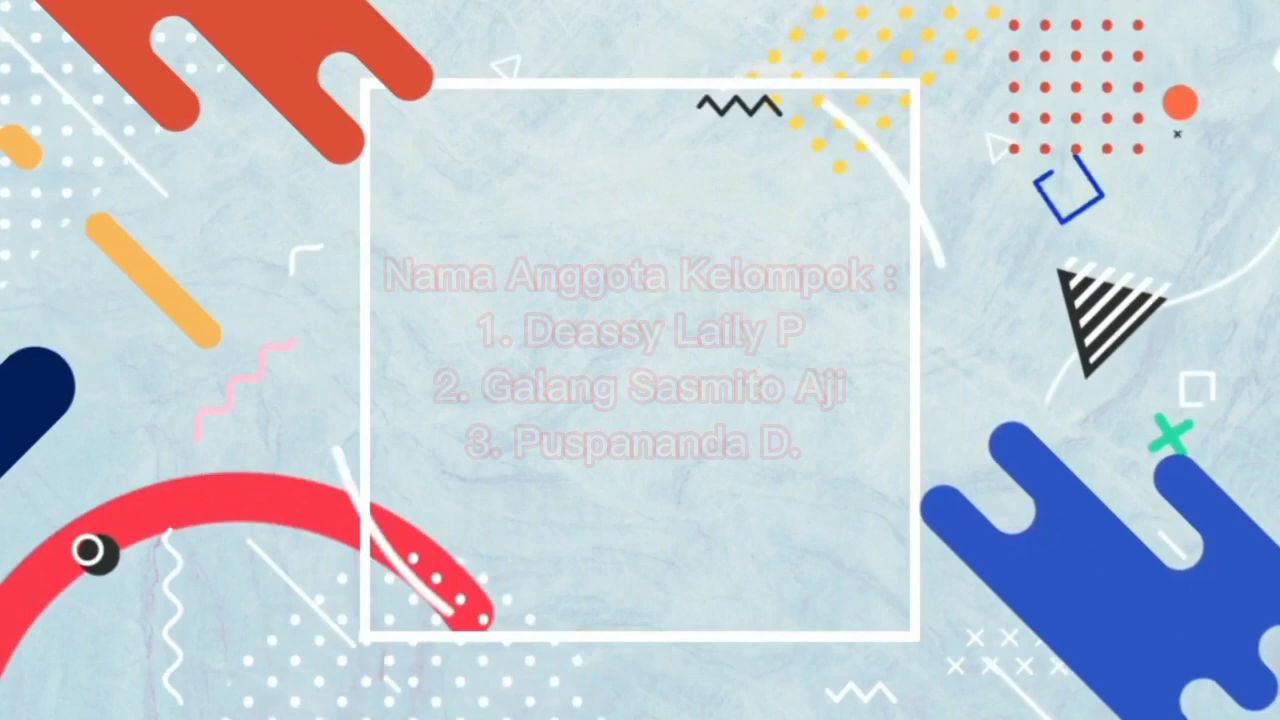 Nama Anggota Kelompok :
1. Deassy Laily P
2. Galang Sasmito Aji
3. Puspananda D.